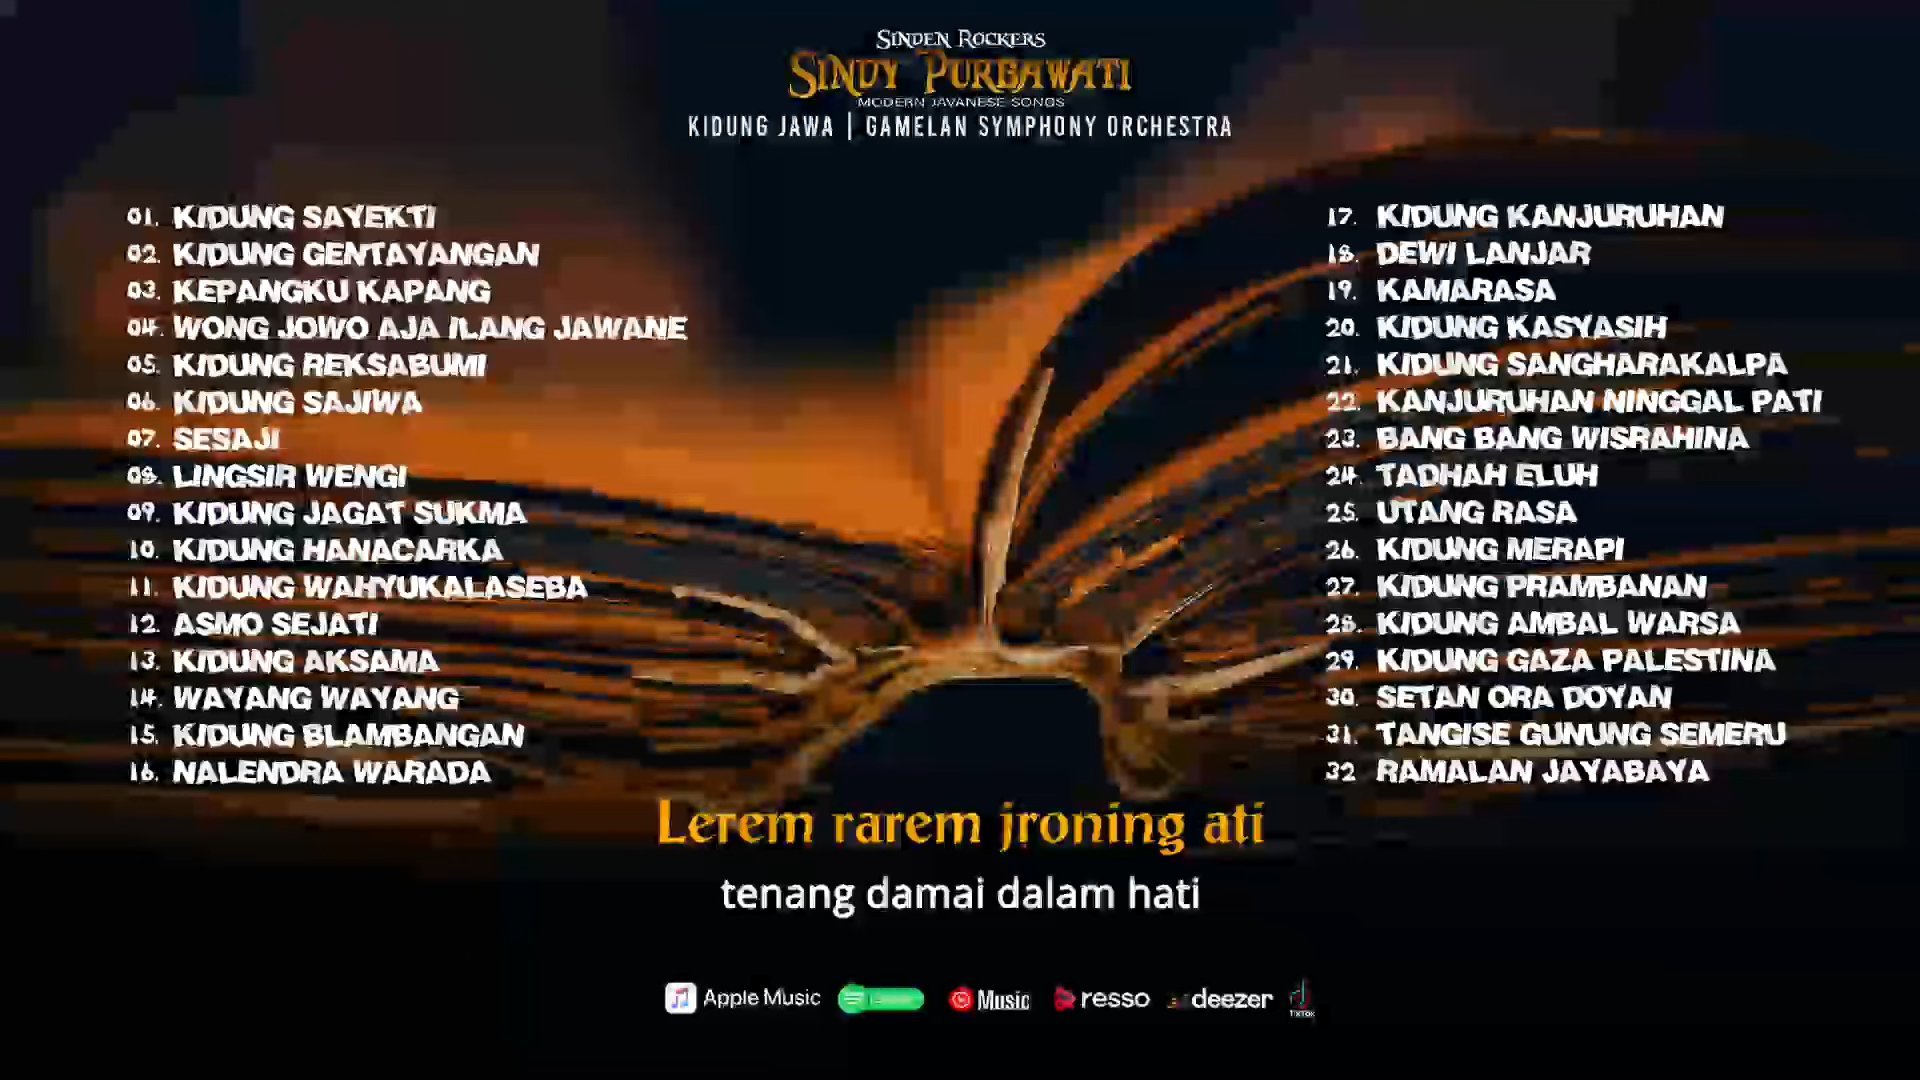 SINDEN ROCKERS
SINDY PURBAWATI
MODERN JAVANESE SONGS
KIDUNG JAWA | GAMELAN SYMPHONY ORCHESTRA
01. KIDUNG SAYEKTI
02. KIDUNG GENTAYANGAN
03. KEPANGKU KAPANG
04. WONG JOWO AJA ILANG JAWANE
05. KIDUNG REKSABUMI
06. KIDUNG SAJIWA
07. SESAJI
08. LINGSIR WENGI
09. KIDUNG JAGAT SUKMA
10. KIDUNG HANACARKA
11. KIDUNG WAHYUKALASEBA
12. ASMO SEJATI
13. KIDUNG AKSAMA
14. WAYANG WAYANG
15. KIDUNG BLAMBANGAN
16. NALENDRA WARADA
17. KIDUNG KANJURUHAN
18. DEWI LANJAR
19. KAMARASA
20. KIDUNG KASYASIH
21. KIDUNG SANGHARAKALPA
22. KANJURUHAN NINGGAL PATI
23. BANG BANG WISRAHINA
24. TADHAH ELUH
25. UTANG RASA
26. KIDUNG MERAPI
27. KIDUNG PRAMBANAN
28. KIDUNG AMBAL WARSA
29. KIDUNG GAZA PALESTINA
30. SETAN ORA DOYAN
31. TANGISE GUNUNG SEMERU
32 RAMALAN JAYABAYA
Lerem rarem jroning ati
tenang damai dalam hati
Apple Music
Music
resso
deezer
TIKTOK